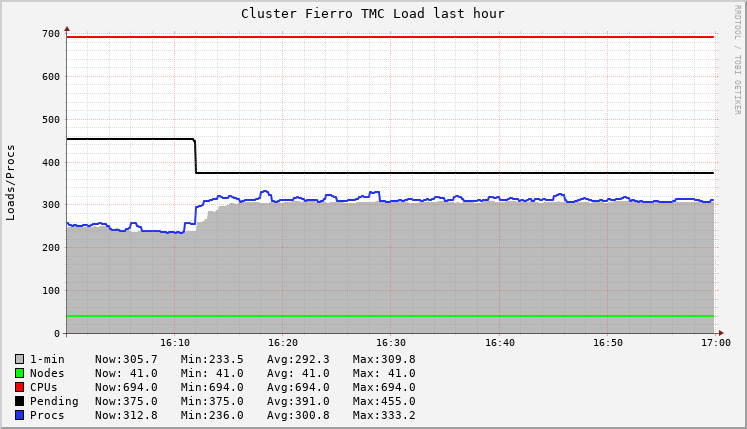 Cluster Fierro TMC Load last hour
RRDTOOL / TOBI OETIKER
Loads/Procs
700
600
500
400
300
200
100
0
16:10 16:20 16:30 16:40 16:50 17:00
1-min Now:305.7 Min:233.5 Avg:292.3 Max:309.8
Nodes Now: 41.0 Min: 41.0 Avg: 41.0 Max: 41.0
CPUs Now:694.0 Min:694.0 Avg:694.0 Max:694.0
Pending Now:375.0 Min:375.0 Avg:391.0 Max:455.0
Procs Now:312.8 Min:236.0 Avg:300.8 Max:333.2